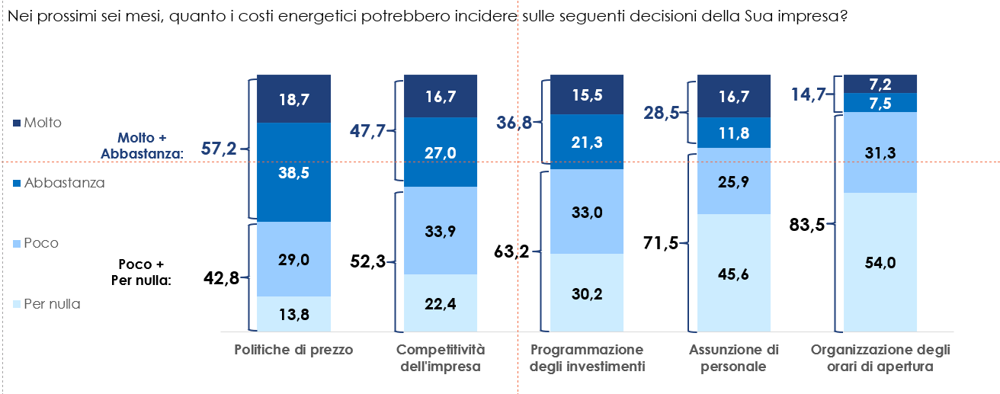 Nei prossimi sei mesi, quanto i costi energetici potrebbero incidere sulle seguenti decisioni della Sua impresa?
Molto
Abbastanza
Poco
Per nulla
Molto +
Abbastanza:
Poco +
Per nulla:
57,2
42,8
18,7
38,5
29,0
13,8
Politiche di prezzo
47,7
52,3
16,7
27,0
33,9
22,4
Competitività
dell'impresa
36,8
63,2
15,5
21,3
33,0
30,2
Programmazione
degli investimenti
28,5
71,5
16,7
11,8
25,9
45,6
Assunzione di
personale
14,7
83,5
7,2
7,5
31,3
54,0
Organizzazione degli
orari di apertura